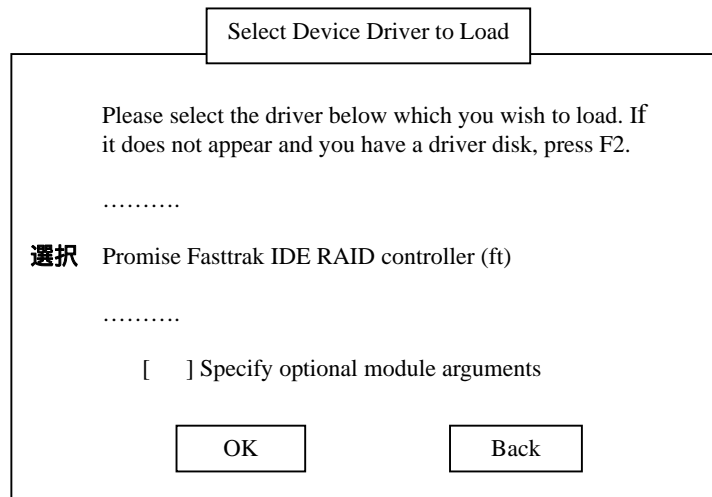 Select Device Driver to Load
Please select the driver below which you wish to load. If
it does not appear and you have a driver disk, press F2.
……….
選択 Promise Fasttrak IDE RAID controller (ft)
……….
[ ] Specify optional module arguments
OK Back